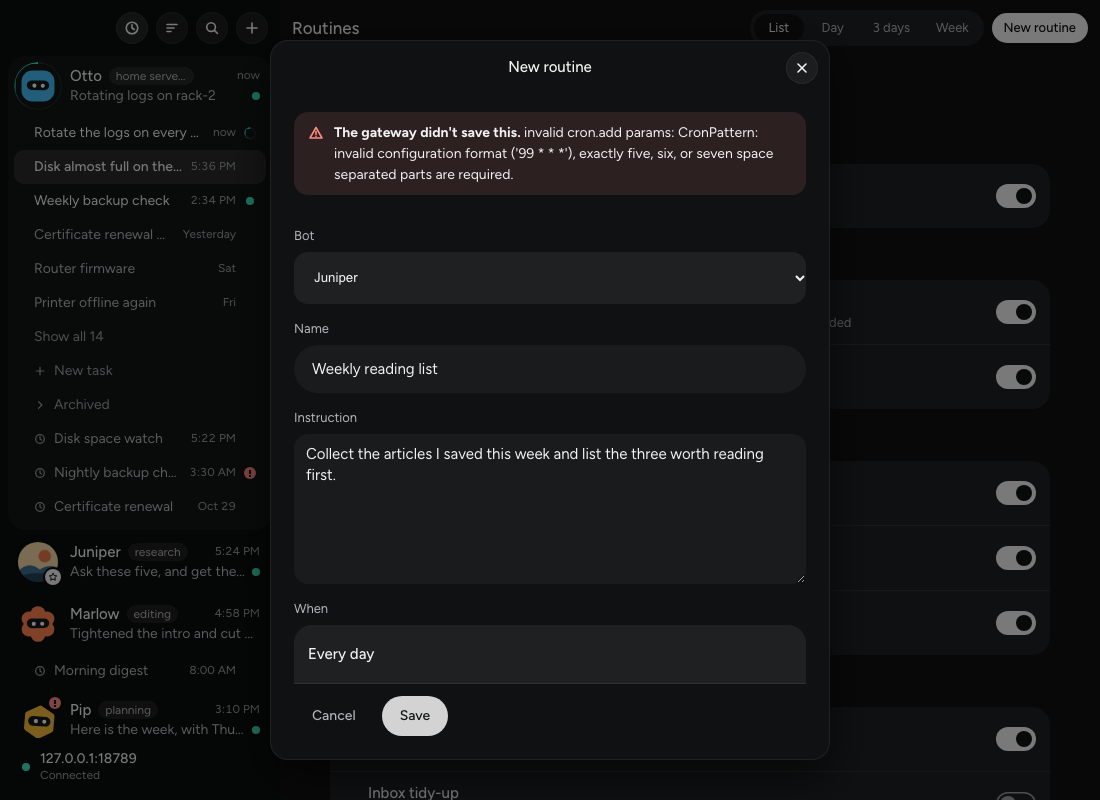 Routines
List
Day
3 days
Week
New routine
Otto
home serve...
now
Rotating logs on rack-2
Rotate the logs on every ...
now
Disk almost full on the...
5:36 PM
Weekly backup check
2:34 PM
Certificate renewal ...
Yesterday
Router firmware
Sat
Printer offline again
Fri
Show all 14
New task
Archived
Disk space watch
5:22 PM
Nightly backup ch...
3:30 AM
Certificate renewal
Oct 29
Juniper
research
5:24 PM
Ask these five, and get the...
Marlow
editing
4:58 PM
Tightened the intro and cut ...
Morning digest
8:00 AM
Pip
planning
3:10 PM
Here is the week, with Thu...
127.0.0.1:18789
Connected
New routine
The gateway didn't save this. invalid cron.add params: CronPattern:
invalid configuration format ('99 * * *'), exactly five, six, or seven space
separated parts are required.
Bot
Juniper
Name
Weekly reading list
Instruction
Collect the articles I saved this week and list the three worth reading
first.
When
Every day
Cancel
Save
Inbox tidy-up